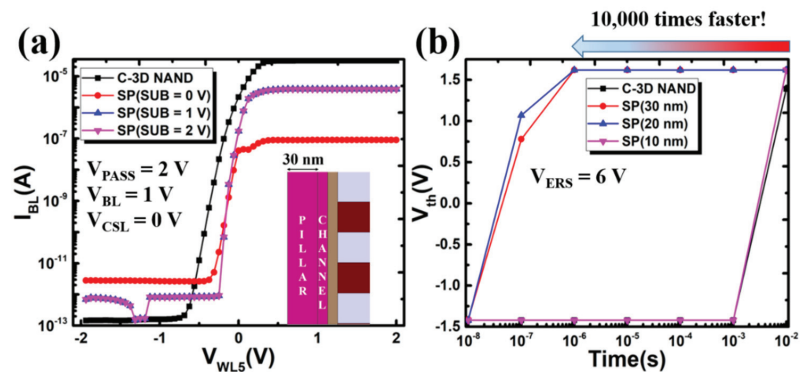 10,000 times faster!
(a)
C-3D NAND
SP(SUB = 0 V)
SP(SUB = 1 V)
SP(SUB = 2 V)
V_PASS = 2 V
V_BL = 1 V
V_CSL = 0 V
30 nm
PILLAR
CHANNEL
I_BL(A)
10^-5
10^-7
10^-9
10^-11
10^-13
-2
-1
0
1
2
V_WL5(V)
(b)
C-3D NAND
SP(30 nm)
SP(20 nm)
SP(10 nm)
V_ERS = 6 V
V_th(V)
1.5
1.0
0.5
0.0
-0.5
-1.0
-1.5
10^-8 10^-7 10^-6 10^-5 10^-4 10^-3 10^-2
Time(s)